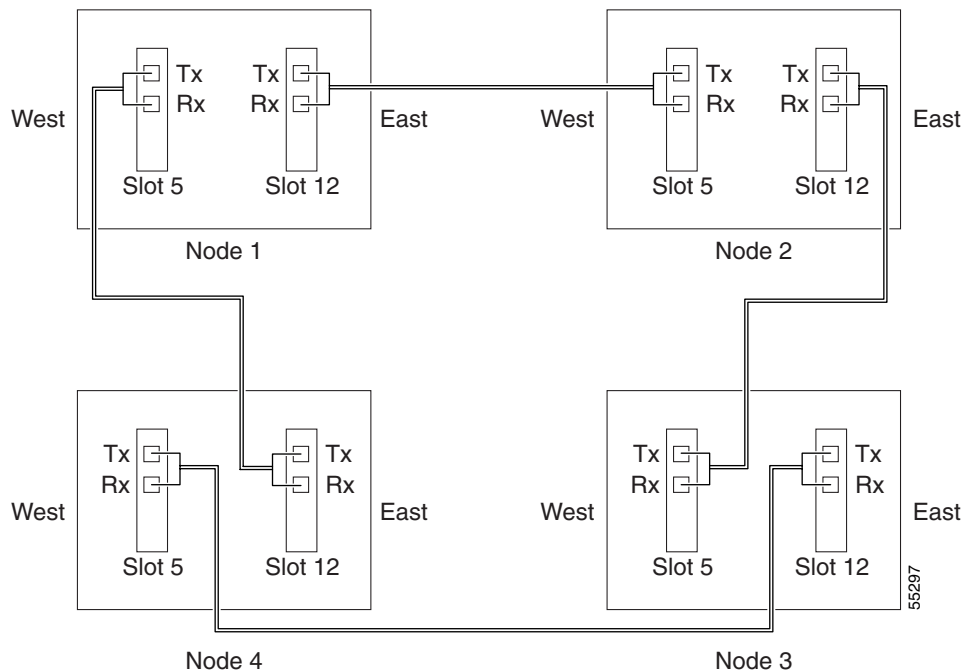 Tx
Rx
Tx
Rx
West
East
Slot 5
Slot 12
Node 1
Tx
Rx
Tx
Rx
West
East
Slot 5
Slot 12
Node 2
Tx
Rx
Tx
Rx
West
East
Slot 5
Slot 12
Node 4
Tx
Rx
Tx
Rx
West
East
Slot 5
Slot 12
Node 3
55297